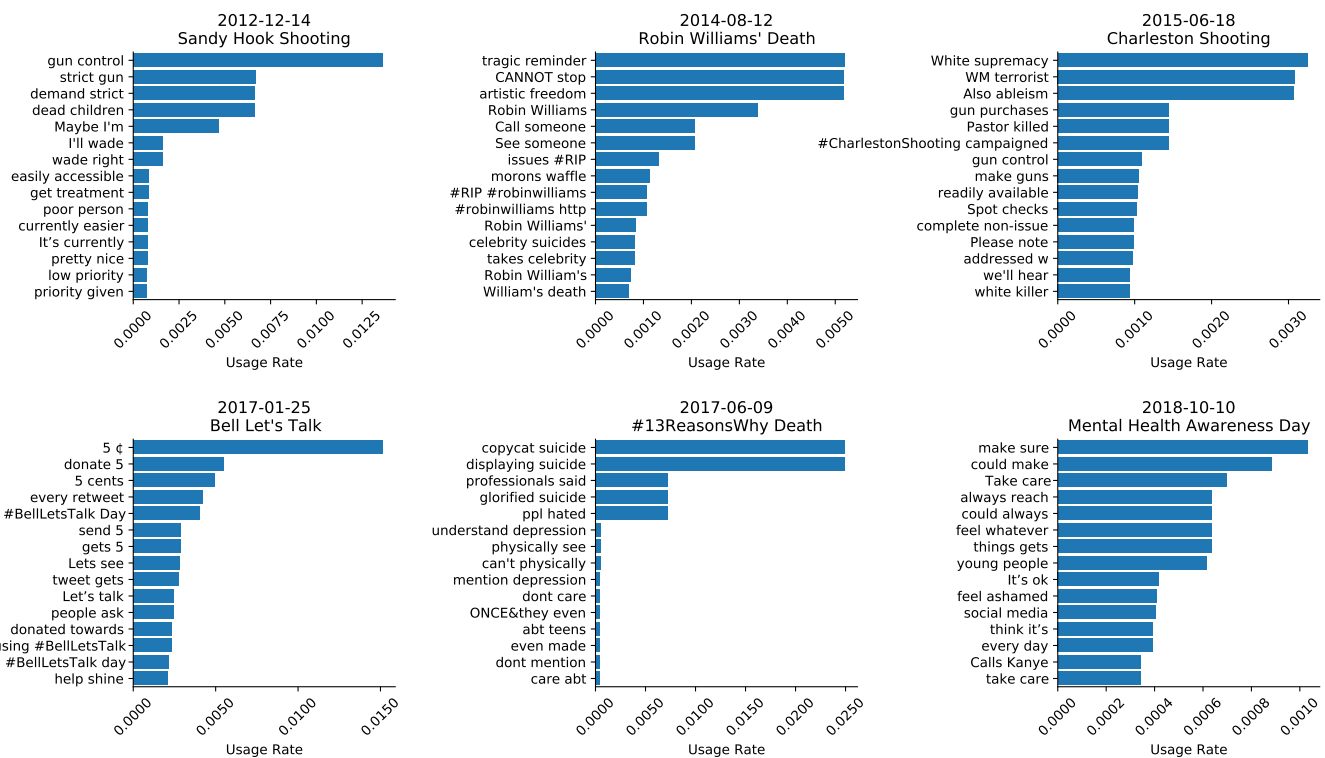 2012-12-14
Sandy Hook Shooting
gun control
strict gun
demand strict
dead children
Maybe I'm
I'll wade
wade right
easily accessible
get treatment
poor person
currently easier
It’s currently
pretty nice
low priority
priority given
0.0000 0.0025 0.0050 0.0075 0.0100 0.0125
Usage Rate
2014-08-12
Robin Williams' Death
tragic reminder
CANNOT stop
artistic freedom
Robin Williams
Call someone
See someone
issues #RIP
morons waffle
#RIP #robinwilliams
#robinwilliams http
Robin Williams'
celebrity suicides
takes celebrity
Robin William's
William's death
0.0000 0.0010 0.0020 0.0030 0.0040 0.0050
Usage Rate
2015-06-18
Charleston Shooting
White supremacy
WM terrorist
Also ableism
gun purchases
Pastor killed
#CharlestonShooting campaigned
gun control
make guns
readily available
Spot checks
complete non-issue
Please note
addressed w
we'll hear
white killer
0.0000 0.0010 0.0020 0.0030
Usage Rate
2017-01-25
Bell Let's Talk
5 ¢
donate 5
5 cents
every retweet
#BellLetsTalk Day
send 5
gets 5
Lets see
tweet gets
Let’s talk
people ask
donated towards
using #BellLetsTalk
#BellLetsTalk day
help shine
0.0000 0.0050 0.0100 0.0150
Usage Rate
2017-06-09
#13ReasonsWhy Death
copycat suicide
displaying suicide
professionals said
glorified suicide
ppl hated
understand depression
physically see
can't physically
mention depression
dont care
ONCE&they even
abt teens
even made
dont mention
care abt
0.0000 0.0050 0.0100 0.0150 0.0200 0.0250
Usage Rate
2018-10-10
Mental Health Awareness Day
make sure
could make
Take care
always reach
could always
feel whatever
things gets
young people
It’s ok
feel ashamed
social media
think it’s
every day
Calls Kanye
take care
0.0000 0.0002 0.0004 0.0006 0.0008 0.0010
Usage Rate